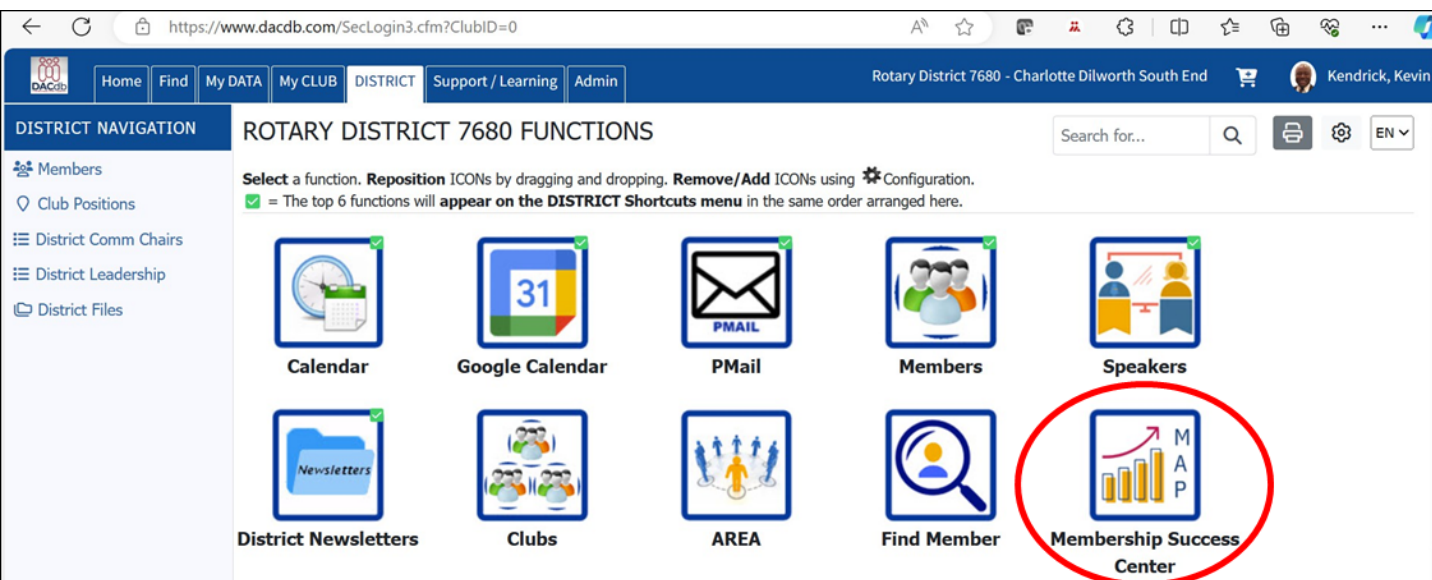 https://www.dacdb.com/SecLogin3.cfm?ClubID=0
DACdb
Home Find My DATA My CLUB DISTRICT Support / Learning Admin
Rotary District 7680 - Charlotte Dilworth South End
Kendrick, Kevin
DISTRICT NAVIGATION
Members
Club Positions
District Comm Chairs
District Leadership
District Files
ROTARY DISTRICT 7680 FUNCTIONS
Search for...
EN
Select a function. Reposition ICONs by dragging and dropping. Remove/Add ICONs using Configuration.
= The top 6 functions will appear on the DISTRICT Shortcuts menu in the same order arranged here.
31
PMAIL
Calendar
Google Calendar
PMail
Members
Speakers
Newsletters
MAP
District Newsletters
Clubs
AREA
Find Member
Membership Success
Center